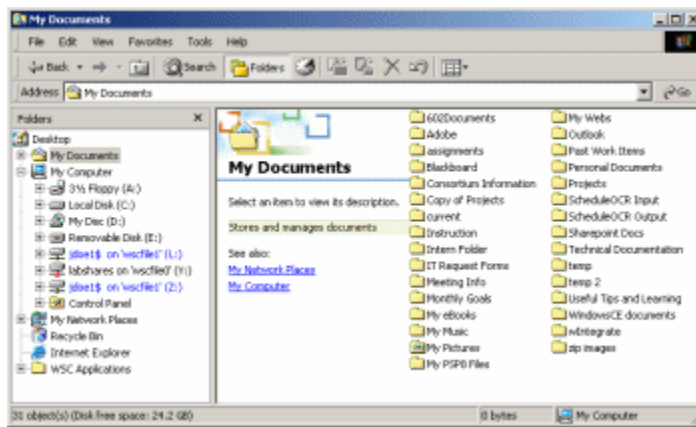 My Documents
File Edit View Favorites Tools Help
Back Search Folders
Address My Documents Go
Folders
Desktop
My Documents
My Computer
3½ Floppy (A:)
Local Disk (C:)
My Disc (D:)
Removable Disk (E:)
jdoe1$ on 'wscfile1' (L:)
labshares on 'wscfile1' (Y:)
jdoe1$ on 'wscfile1' (Z:)
Control Panel
My Network Places
Recycle Bin
Internet Explorer
WSC Applications
My Documents
Select an item to view its description.
Stores and manages documents
See also:
My Network Places
My Computer
602Documents
Adobe
assignments
Blackboard
Consortium Information
Copy of Projects
current
Instruction
Intern Folder
IT Request Forms
Meeting Info
Monthly Goals
My eBooks
My Music
My Pictures
My PSP8 Files
My Webs
Outlook
Past Work Items
Personal Documents
Projects
ScheduleOCR Input
ScheduleOCR Output
Sharepoint Docs
Technical Documentation
temp
temp 2
Useful Tips and Learning
WindowsCE documents
wIntegrate
zip images
31 object(s) (Disk free space: 24.2 GB) 0 bytes My Computer